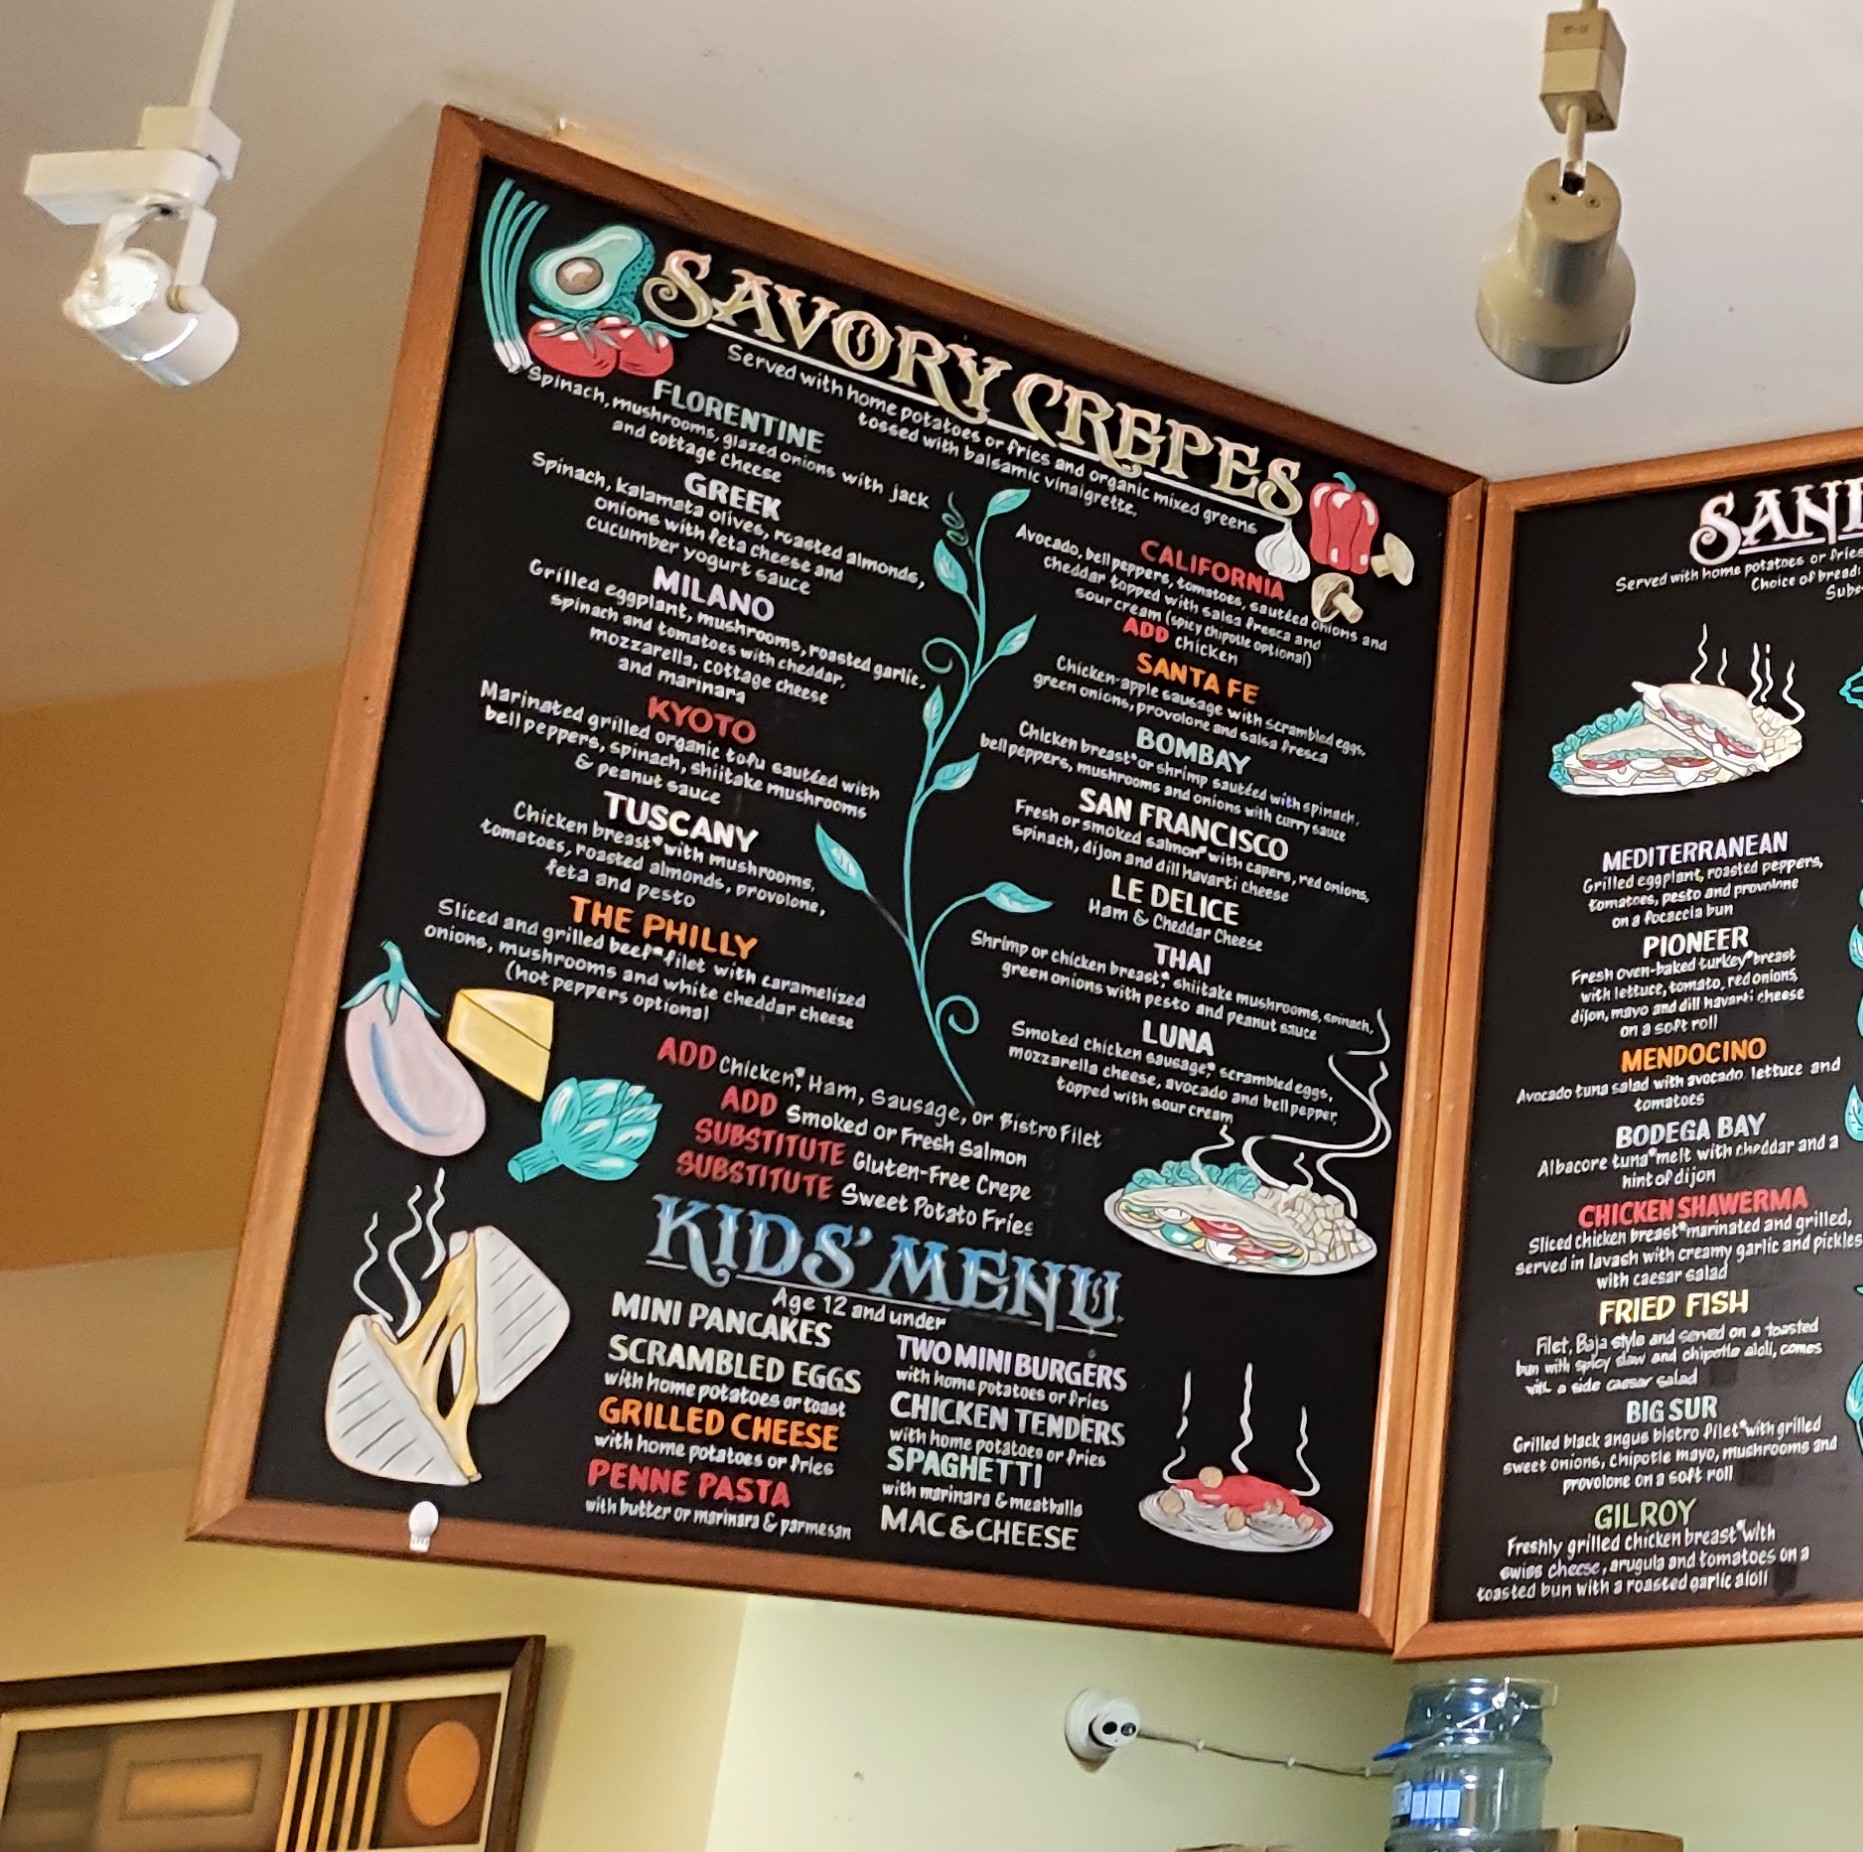 SAVORY CREPES
Served with home potatoes or fries and organic mixed greens
tossed with balsamic vinaigrette.
FLORENTINE
Spinach, mushrooms, glazed onions with jack
and cottage cheese
GREEK
Spinach, kalamata olives, roasted almonds,
onions with feta cheese and
cucumber yogurt sauce
MILANO
Grilled eggplant, mushrooms, roasted garlic,
spinach and tomatoes with cheddar,
mozzarella, cottage cheese
and marinara
KYOTO
Marinated grilled organic tofu sautéed with
bell peppers, spinach, shiitake mushrooms
& peanut sauce
TUSCANY
Chicken breast* with mushrooms,
tomatoes, roasted almonds, provolone,
feta and pesto
THE PHILLY
Sliced and grilled beef* filet with caramelized
onions, mushrooms and white cheddar cheese
(hot peppers optional)
CALIFORNIA
Avocado, bell peppers, tomatoes, sautéed onions and
cheddar topped with salsa fresca and
sour cream (spicy chipotle optional)
ADD chicken
SANTA FE
Chicken-apple sausage with scrambled eggs,
green onions, provolone and salsa fresca
BOMBAY
Chicken breast* or shrimp sautéed with spinach,
bell peppers, mushrooms and onions with curry sauce
SAN FRANCISCO
Fresh or smoked salmon* with capers, red onions,
spinach, dijon and dill havarti cheese
LE DELICE
Ham & Cheddar Cheese
THAI
Shrimp or chicken breast*, shiitake mushrooms, spinach,
green onions with pesto and peanut sauce
LUNA
Smoked chicken sausage*, scrambled eggs,
mozzarella cheese, avocado and bell pepper,
topped with sour cream
ADD Chicken*, Ham, Sausage, or Bistro Filet
ADD Smoked or Fresh Salmon
SUBSTITUTE Gluten-Free Crepe
SUBSTITUTE Sweet Potato Fries
KIDS' MENU
Age 12 and under
MINI PANCAKES
SCRAMBLED EGGS
with home potatoes or toast
GRILLED CHEESE
with home potatoes or fries
PENNE PASTA
with butter or marinara & parmesan
TWO MINI BURGERS
with home potatoes or fries
CHICKEN TENDERS
with home potatoes or fries
SPAGHETTI
with marinara & meatballs
MAC & CHEESE
Served with home potatoes or fries
Choice of bread:
MEDITERRANEAN
Grilled eggplant, roasted peppers,
tomatoes, pesto and provolone
on a focaccia bun
PIONEER
Fresh oven-baked turkey* breast
with lettuce, tomato, red onions,
dijon, mayo and dill havarti cheese
on a soft roll
MENDOCINO
Avocado tuna salad with avocado, lettuce and
tomatoes
BODEGA BAY
Albacore tuna* melt with cheddar and a
hint of dijon
CHICKEN SHAWERMA
Sliced chicken breast* marinated and grilled,
served in lavash with creamy garlic and pickles
with caesar salad
FRIED FISH
Filet, Baja style and served on a toasted
bun with spicy slaw and chipotle aioli, comes
with a side caesar salad
BIG SUR
Grilled black angus bistro filet* with grilled
sweet onions, chipotle mayo, mushrooms and
provolone on a soft roll
GILROY
Freshly grilled chicken breast* with
swiss cheese, arugula and tomatoes on a
toasted bun with a roasted garlic aioli